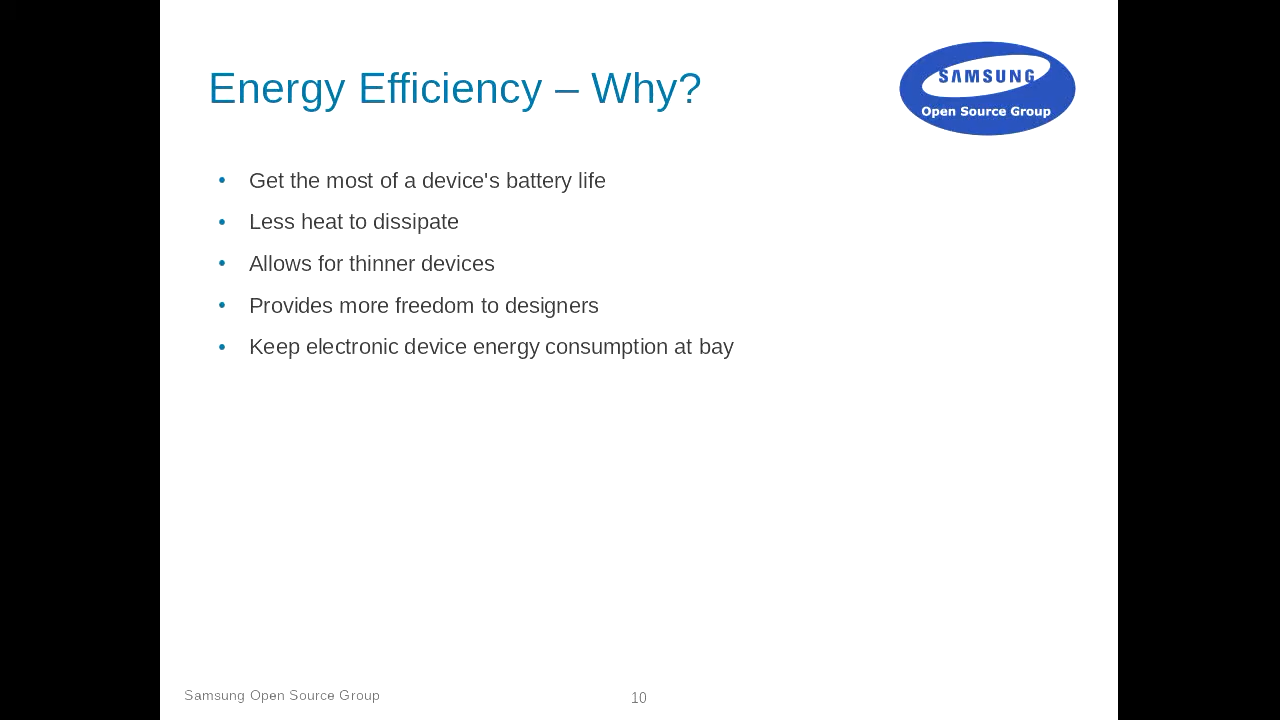 Energy Efficiency – Why?
SAMSUNG
Open Source Group
• Get the most of a device's battery life
• Less heat to dissipate
• Allows for thinner devices
• Provides more freedom to designers
• Keep electronic device energy consumption at bay
Samsung Open Source Group
10